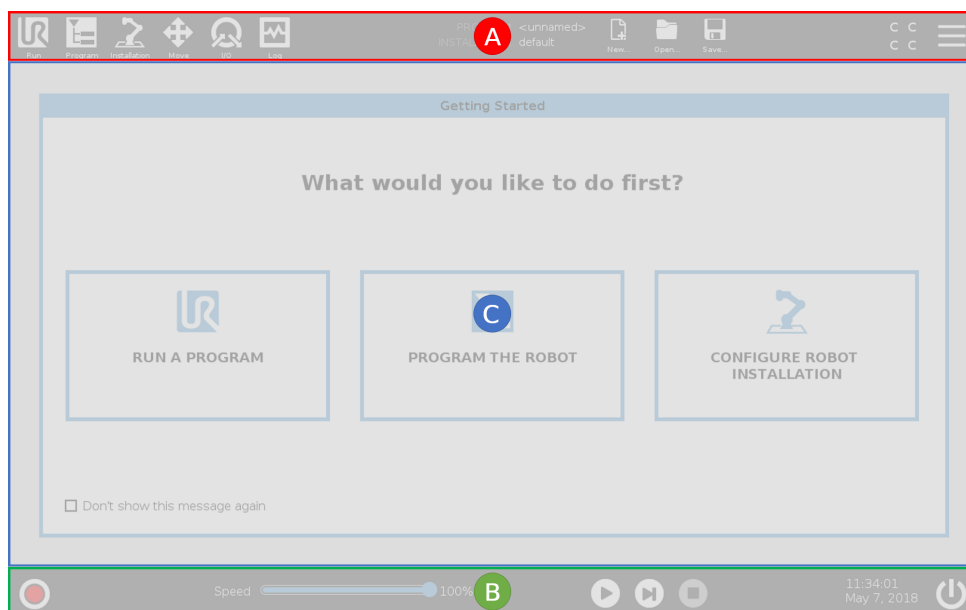 <unnamed>
A
default
Run
Program
Installation
Move
I/O
Log
New...
Open...
Save...
C C
C C
Getting Started
What would you like to do first?
C
RUN A PROGRAM
PROGRAM THE ROBOT
CONFIGURE ROBOT
INSTALLATION
Don't show this message again
Speed
100%
B
11:34:01
May 7, 2018